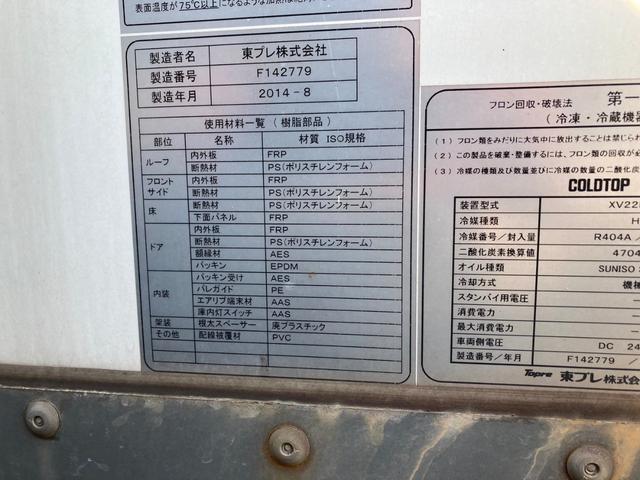 表面温度が75℃以上になるような加熱は絶対
製造者名 東プレ株式会社
製造番号 F142779
製造年月 2014-8
使用材料一覧（樹脂部品）
部位 名称 材質 ISO規格
ルーフ 内外板 FRP
断熱材 PS(ポリスチレンフォーム)
フロント サイド 内外板 FRP
断熱材 PS(ポリスチレンフォーム)
床 断熱材 PS(ポリスチレンフォーム)
下面パネル FRP
ドア 内外板 FRP
断熱材 PS(ポリスチレンフォーム)
額縁材 AES
パッキン EPDM
内装 パッキン受け AES
パレガイド PE
エアリブ端末材 AAS
庫内灯スイッチ AAS
架装 根太スペーサー 廃プラスチック
その他 配線被覆材 PVC
フロン回収・破壊法 第一
（冷凍・冷蔵機器
(1) フロン類をみだりに大気中に放出することは禁じられ
(2) この製品を破棄・整備するには、フロン類の回収が必
(3) 冷媒の種類及び数量並びに冷媒の数量の二酸化炭
COLDTOP
装置型式 XV22
冷媒種類 H
冷媒番号/封入量 R404A /
二酸化炭素換算値 4704
オイル種類 SUNISO
冷却方式 機械
スタンバイ用電圧
消費電力 —
最大消費電力 —
車両側電圧 DC 24
製造番号/年月 F142779 /
Topre 東プレ株式会